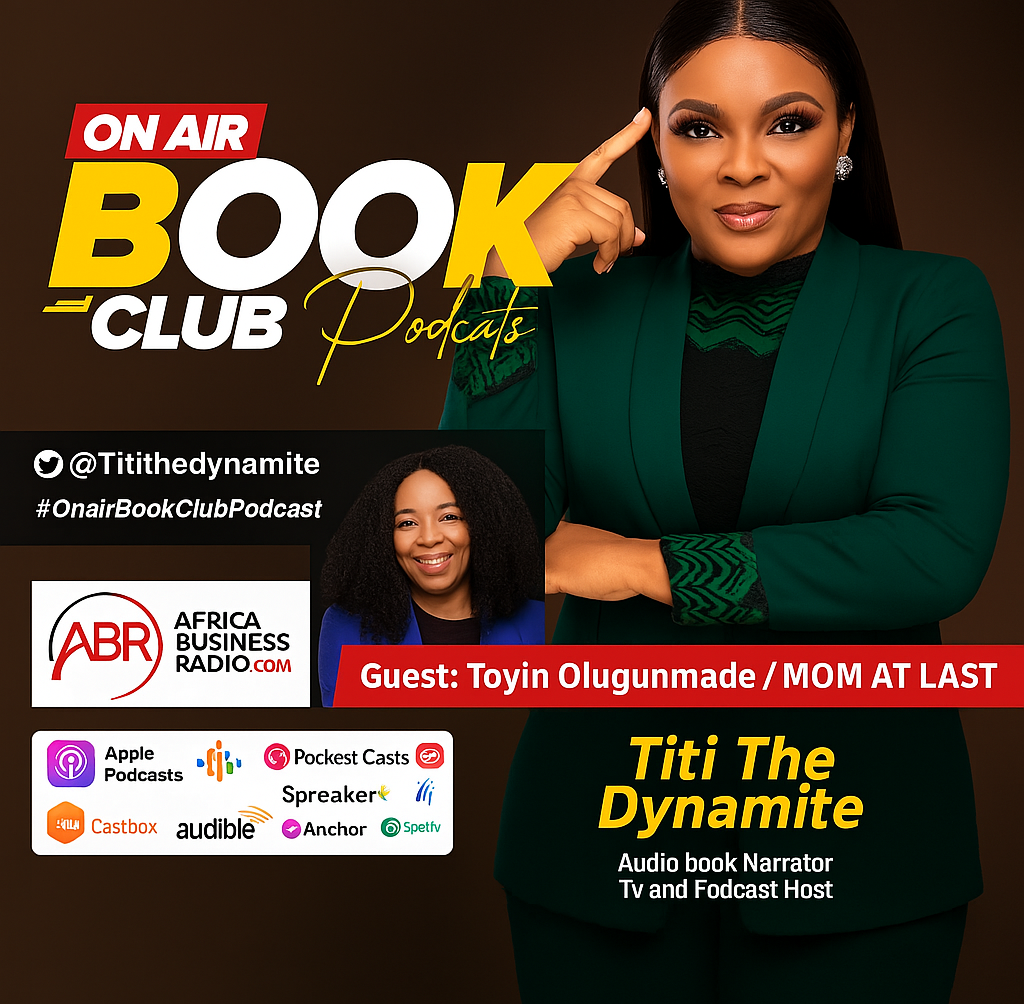 ON AIR
BOOK
CLUB Podcats
@Titithedynamite
#OnairBookClubPodcast
ABR AFRICA
BUSINESS
RADIO.COM
Guest: Toyin Olugunmade / MOM AT LAST
Apple
Podcasts
Pockest Casts
Spreaker
Castbox
audible
Anchor
Spetfv
Titi The
Dynamite
Audio book Narrator
Tv and Fodcast Host